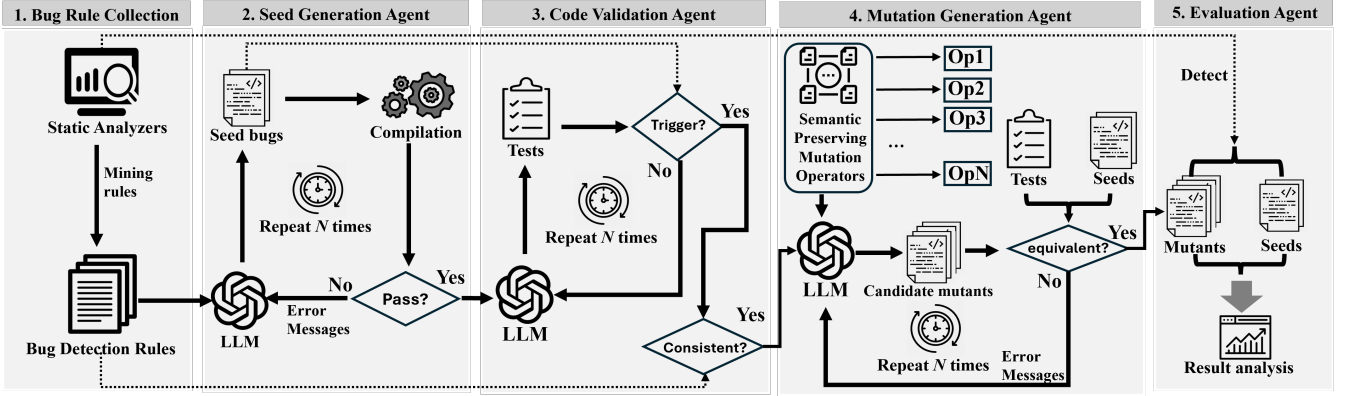 1. Bug Rule Collection
Static Analyzers
Mining
rules
Bug Detection Rules
2. Seed Generation Agent
Seed bugs
Compilation
Repeat N times
No
Yes
Pass?
Error
Messages
LLM
3. Code Validation Agent
Tests
Trigger?
Yes
No
Repeat N times
LLM
Yes
Consistent?
4. Mutation Generation Agent
Semantic
Preserving
Mutation
Operators
Op1
Op2
Op3
...
OpN
Tests
Seeds
LLM
Candidate mutants
equivalent?
Yes
No
Repeat N times
Error
Messages
5. Evaluation Agent
Detect
Mutants
Seeds
Result analysis